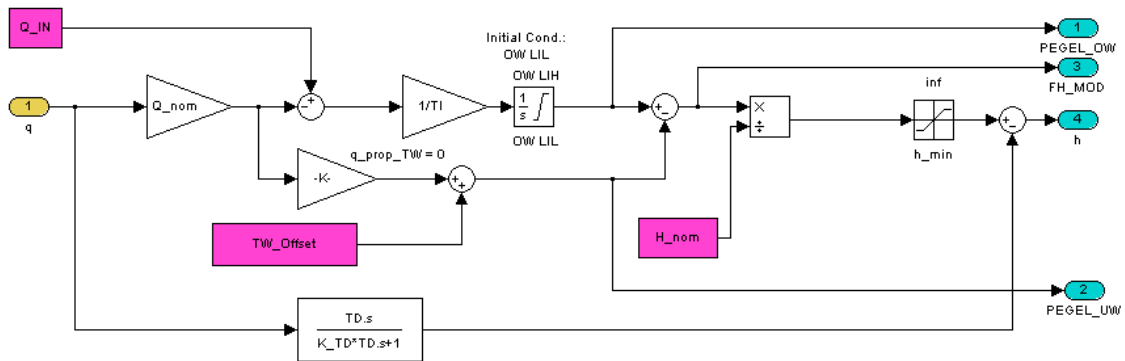 Q_IN
Initial Cond.:
OW LIL
1
PEGEL_OW
OW LIH
inf
3
FH_MOD
1
q
Q_nom
1/TI
1
s
×
÷
4
h
OW LIL
h_min
q_prop_TW = 0
-K-
TW_Offset
H_nom
2
PEGEL_UW
TD.s
K_TD*TD.s+1